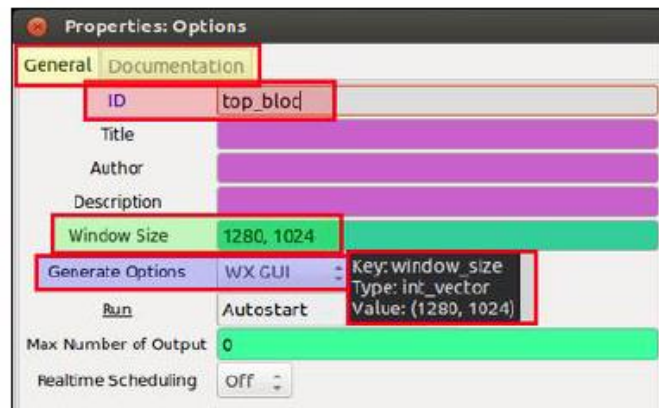 Properties: Options
General Documentation
ID top_bloc
Title
Author
Description
Window Size 1280, 1024
Generate Options WX GUI
Key: window_size
Type: int_vector
Value: (1280, 1024)
Run Autostart
Max Number of Output 0
Realtime Scheduling Off